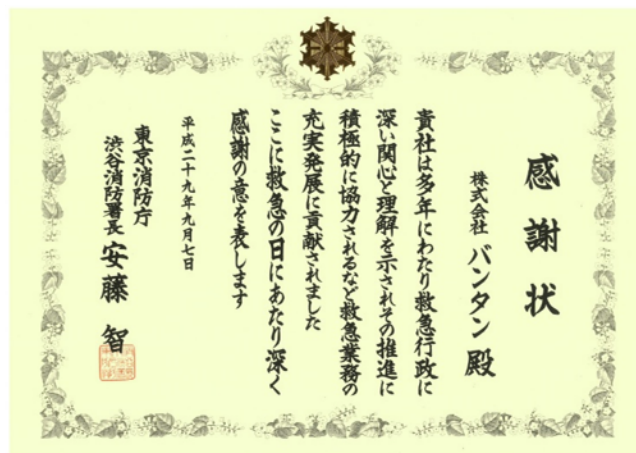 感謝状
株式会社 バンタン 殿
貴社は多年にわたり救急行政に
深い関心と理解を示されその推進に
積極的に協力されるなど救急業務の
充実発展に貢献されました
ここに救急の日にあたり深く
感謝の意を表します
平成二十九年九月七日
東京消防庁
渋谷消防署長 安藤 智